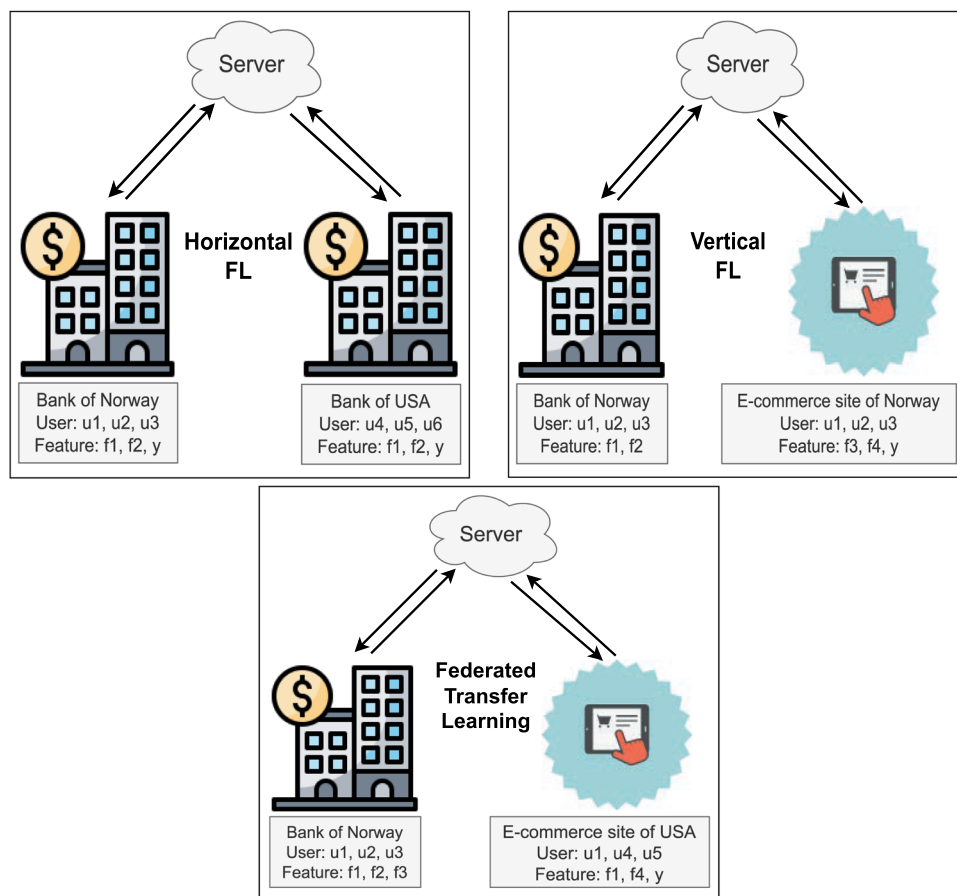 Server
$
Horizontal
FL
$
Bank of Norway
User: u1, u2, u3
Feature: f1, f2, y
Bank of USA
User: u4, u5, u6
Feature: f1, f2, y
Server
$
Vertical
FL
Bank of Norway
User: u1, u2, u3
Feature: f1, f2
E-commerce site of Norway
User: u1, u2, u3
Feature: f3, f4, y
Server
$
Federated
Transfer
Learning
Bank of Norway
User: u1, u2, u3
Feature: f1, f2, f3
E-commerce site of USA
User: u1, u4, u5
Feature: f1, f4, y